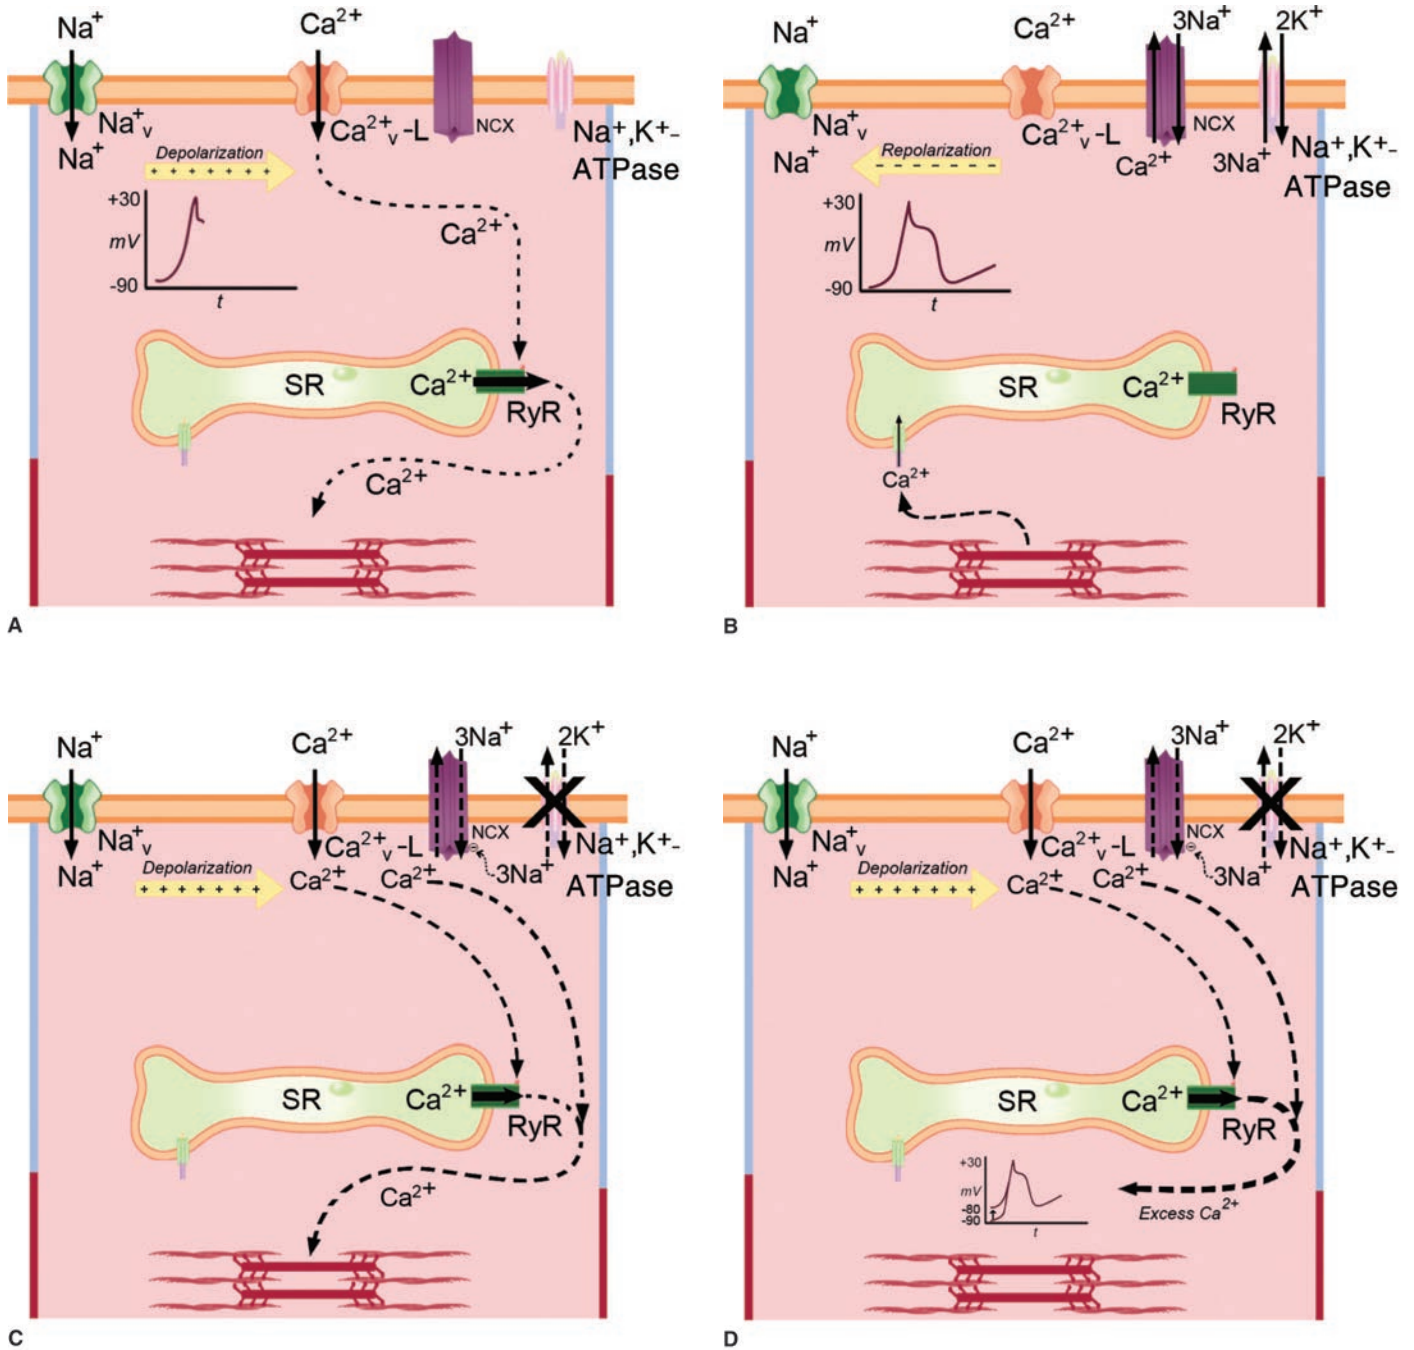 Na⁺
Ca²⁺
Na⁺ᵥ
Ca²⁺ᵥ-L
NCX
Na⁺,K⁺-
ATPase
Na⁺
Depolarization
+ + + + + + +
+30
mV
-90
t
Ca²⁺
SR
Ca²⁺
RyR
Ca²⁺
A
Na⁺
Ca²⁺
3Na⁺
2K⁺
Na⁺ᵥ
Ca²⁺ᵥ-L
NCX
Na⁺,K⁺-
ATPase
Na⁺
Ca²⁺
3Na⁺
Repolarization
- - - - - - -
+30
mV
-90
t
SR
Ca²⁺
RyR
Ca²⁺
B
Na⁺
Ca²⁺
3Na⁺
2K⁺
Na⁺ᵥ
Ca²⁺ᵥ-L
NCX
⊖
Na⁺,K⁺-
ATPase
Na⁺
Depolarization
+ + + + + + +
Ca²⁺
Ca²⁺
3Na⁺
SR
Ca²⁺
RyR
Ca²⁺
C
Na⁺
Ca²⁺
3Na⁺
2K⁺
Na⁺ᵥ
Ca²⁺ᵥ-L
NCX
⊖
Na⁺,K⁺-
ATPase
Na⁺
Depolarization
+ + + + + + +
Ca²⁺
Ca²⁺
3Na⁺
SR
Ca²⁺
RyR
+30
mV
-80
-90
t
Excess Ca²⁺
D